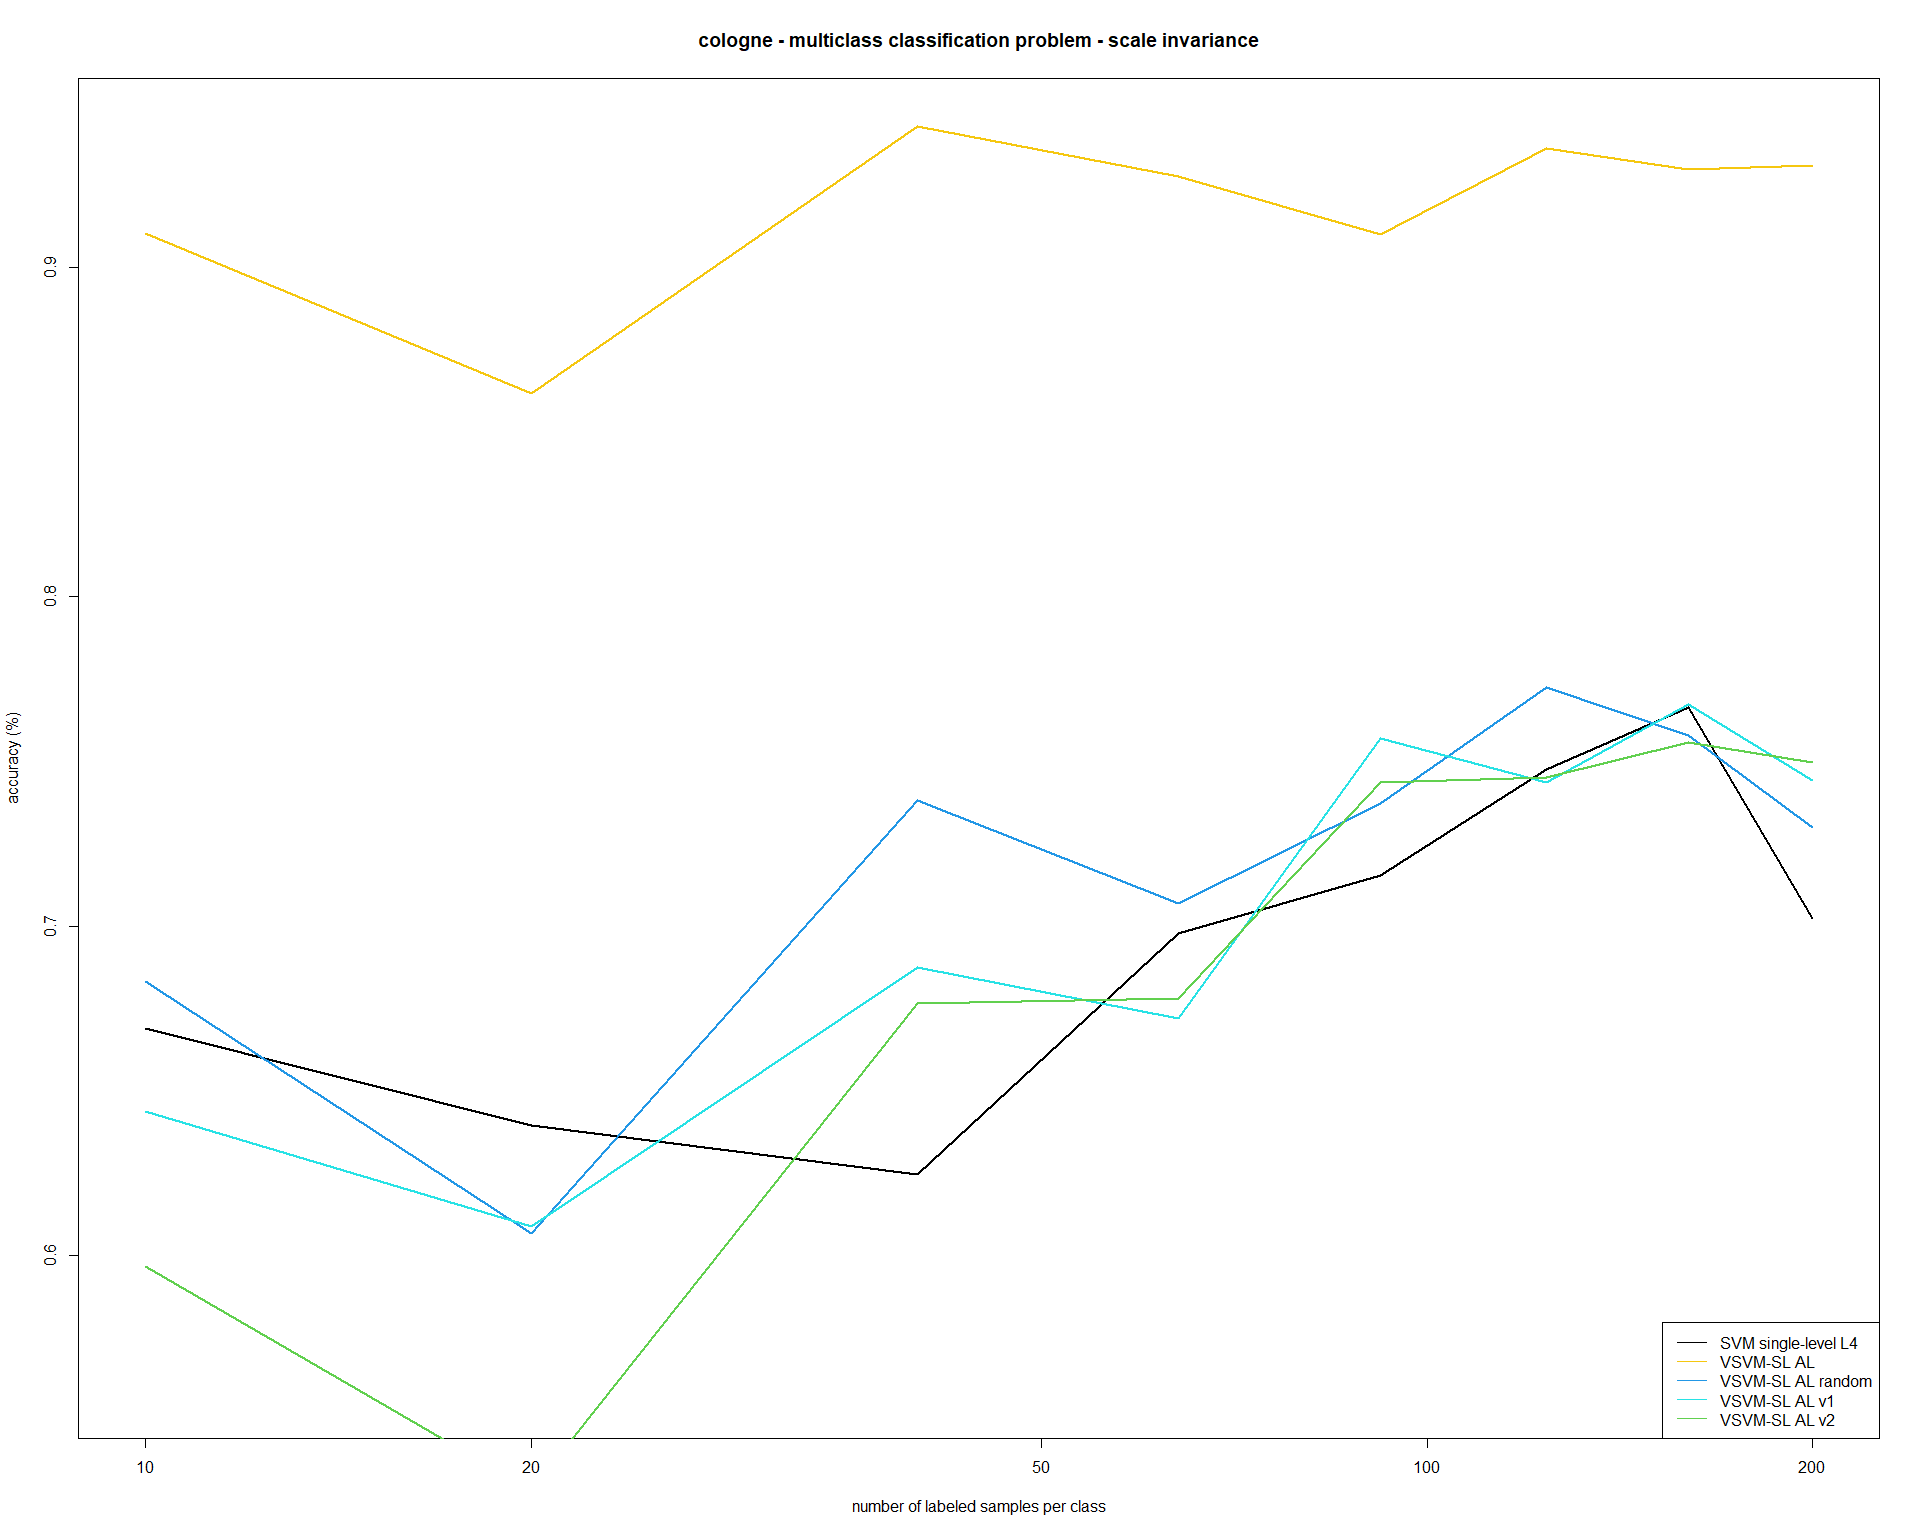 cologne - multiclass classification problem - scale invariance
0.9
0.8
0.7
0.6
accuracy (%)
10 20 50 100 200
number of labeled samples per class
SVM single-level L4
VSVM-SL AL
VSVM-SL AL random
VSVM-SL AL v1
VSVM-SL AL v2